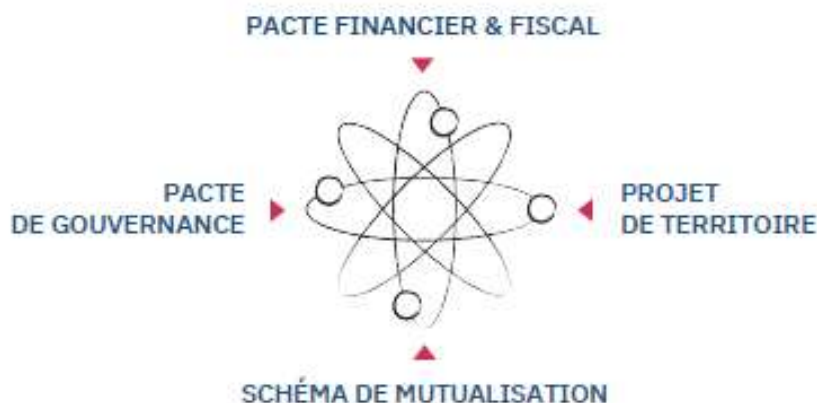 PACTE FINANCIER & FISCAL
PACTE
DE GOUVERNANCE
PROJET
DE TERRITOIRE
SCHÉMA DE MUTUALISATION